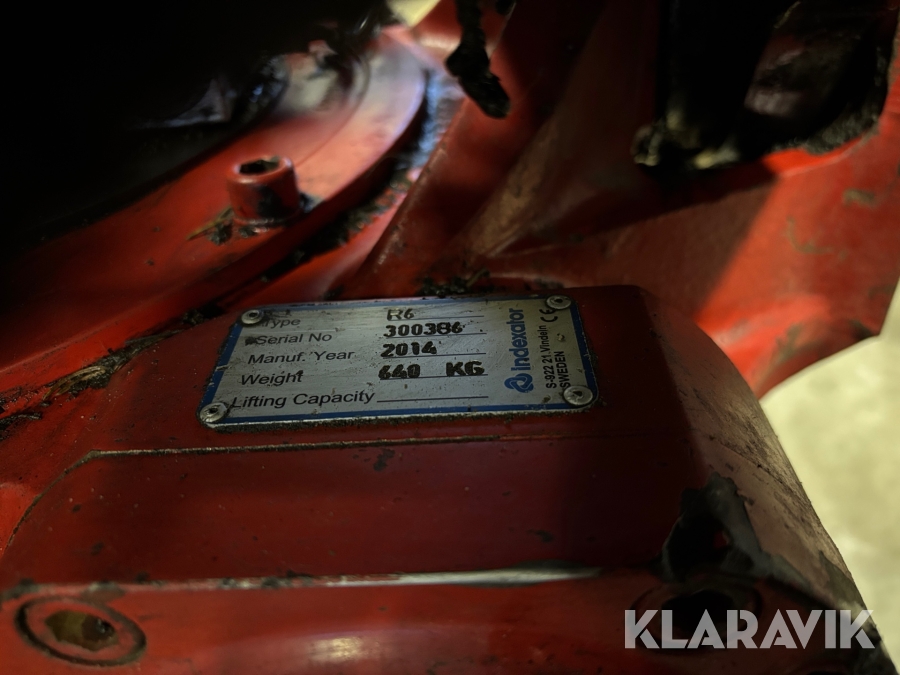 Type R6
Serial No 300386
Manuf. Year 2014
Weight 640 KG
Lifting Capacity
indexator
S-922 21 Vindeln CE
SWEDEN
KLARAVIK